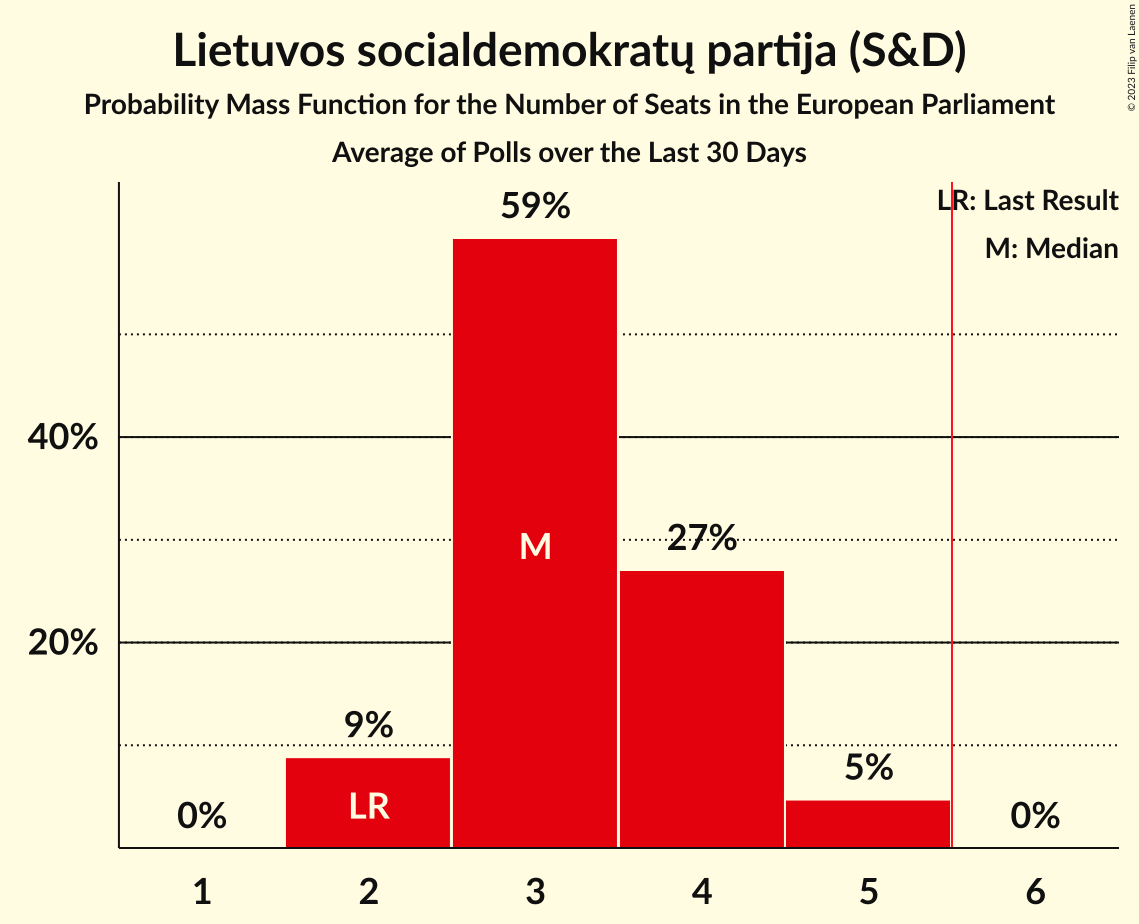 Lietuvos socialdemokratų partija (S&D)
Probability Mass Function for the Number of Seats in the European Parliament
Average of Polls over the Last 30 Days
© 2023 Filip van Laenen
LR: Last Result
M: Median
59%
40%
27%
M
20%
9%
5%
LR
0%
0%
1 2 3 4 5 6